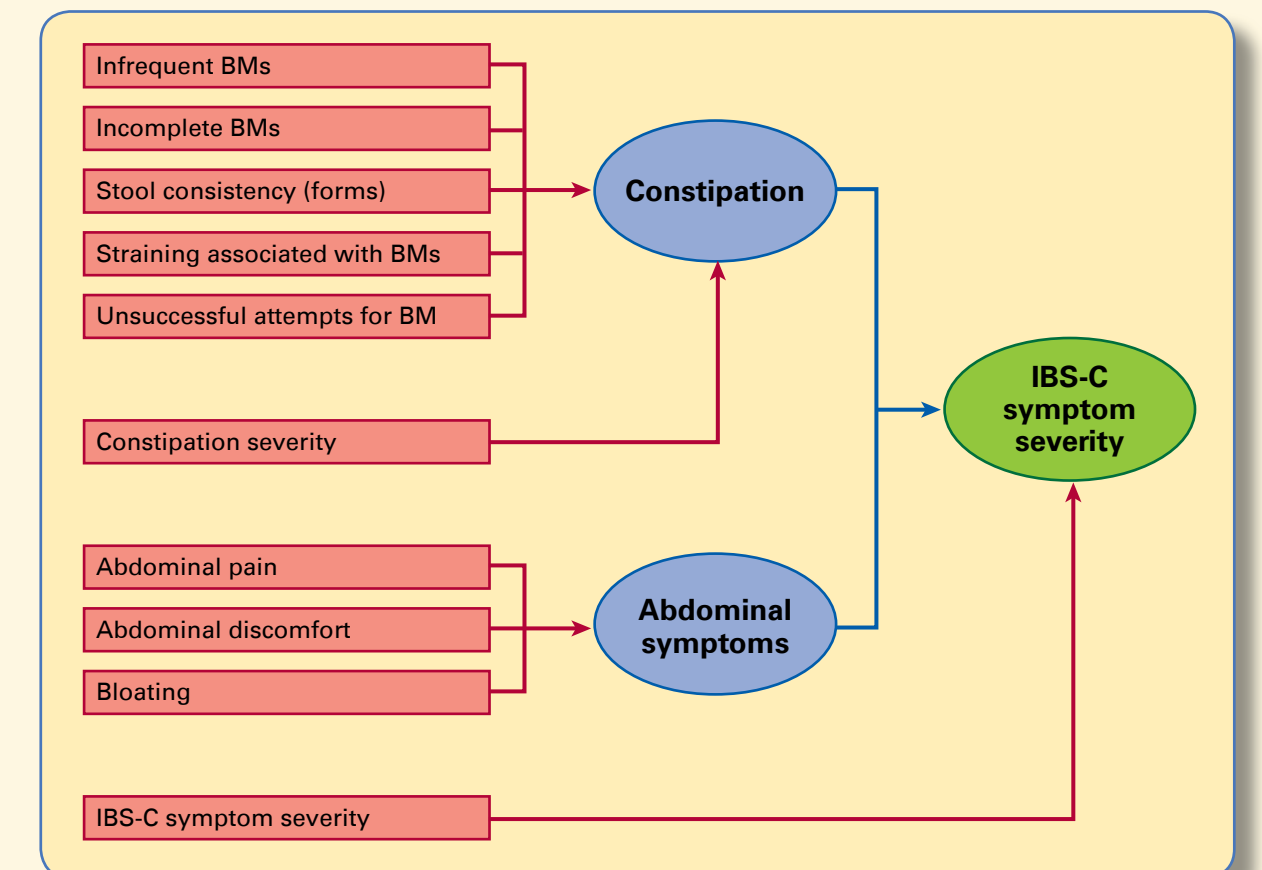 Infrequent BMs
Incomplete BMs
Stool consistency (forms)
Straining associated with BMs
Unsuccessful attempts for BM
Constipation
Constipation severity
IBS-C
symptom
severity
Abdominal pain
Abdominal discomfort
Bloating
Abdominal
symptoms
IBS-C symptom severity